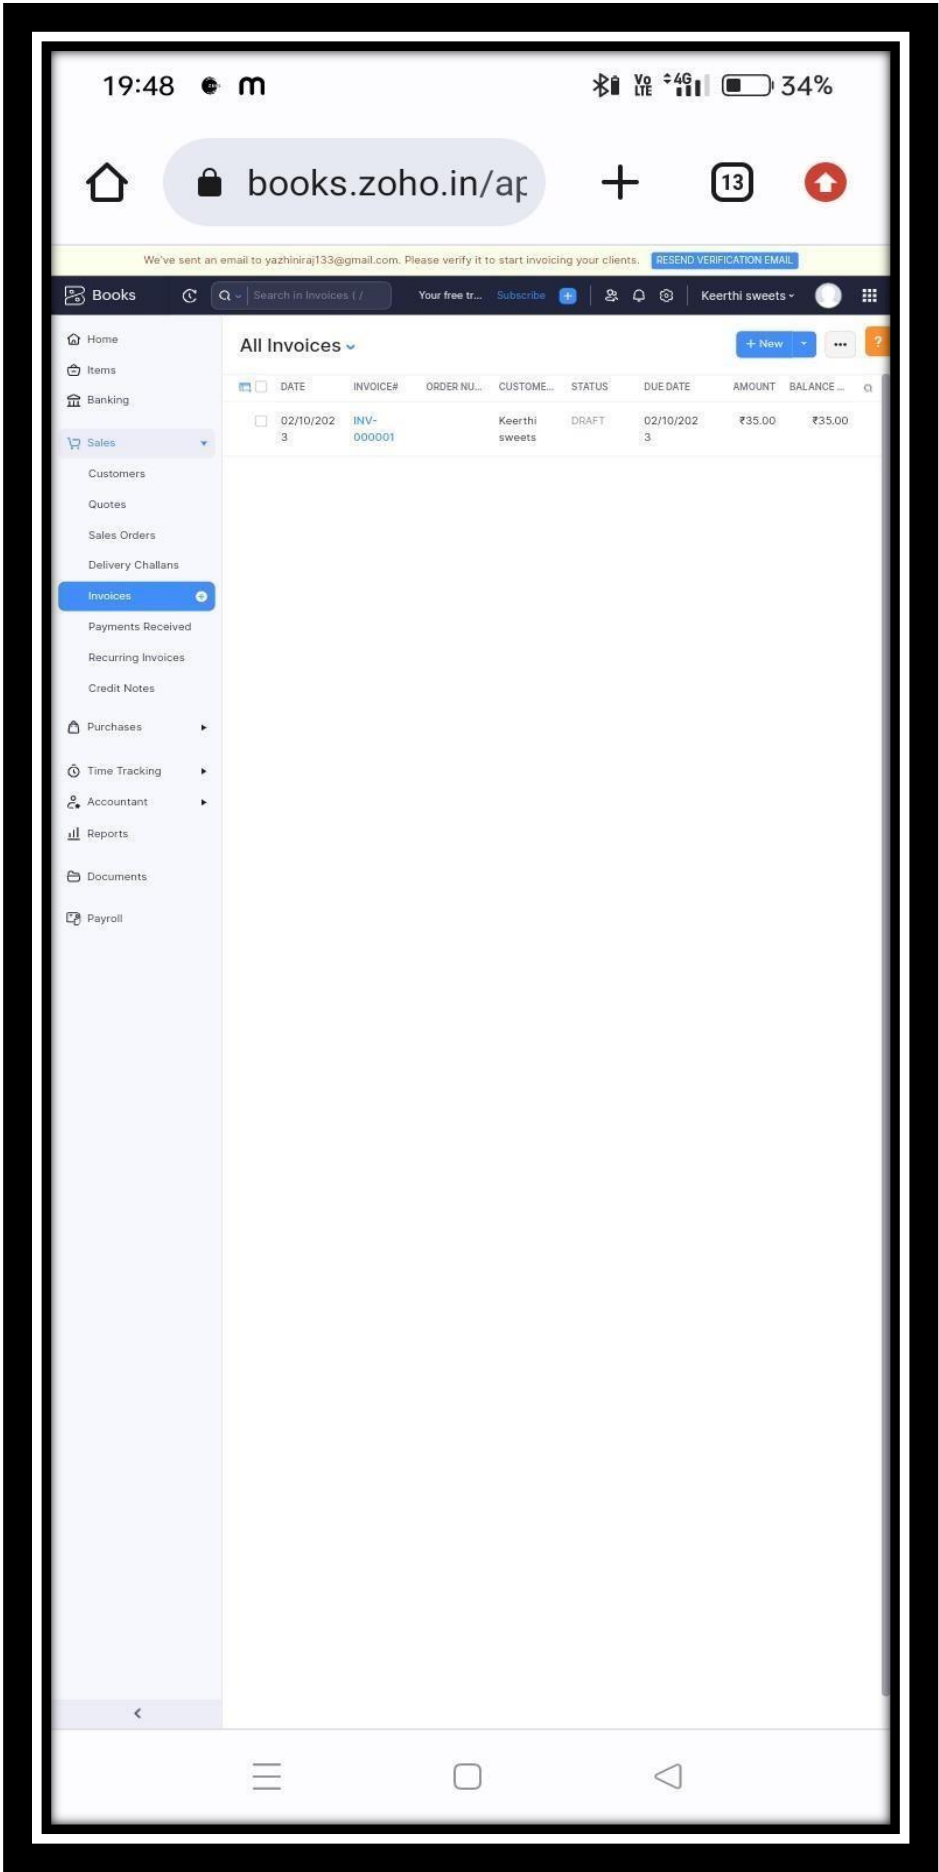 19:48 m Vo LTE 4G 34%
books.zoho.in/ap 13
We've sent an email to yazhiniraj133@gmail.com. Please verify it to start invoicing your clients. RESEND VERIFICATION EMAIL
Books Search in Invoices ( / Your free tr... Subscribe Keerthi sweets
Home
Items
Banking
Sales
Customers
Quotes
Sales Orders
Delivery Challans
Invoices
Payments Received
Recurring Invoices
Credit Notes
Purchases
Time Tracking
Accountant
Reports
Documents
Payroll
All Invoices + New ... ?
DATE INVOICE# ORDER NU... CUSTOME... STATUS DUE DATE AMOUNT BALANCE ...
02/10/202 INV- Keerthi DRAFT 02/10/202 ₹35.00 ₹35.00
3 000001 sweets 3